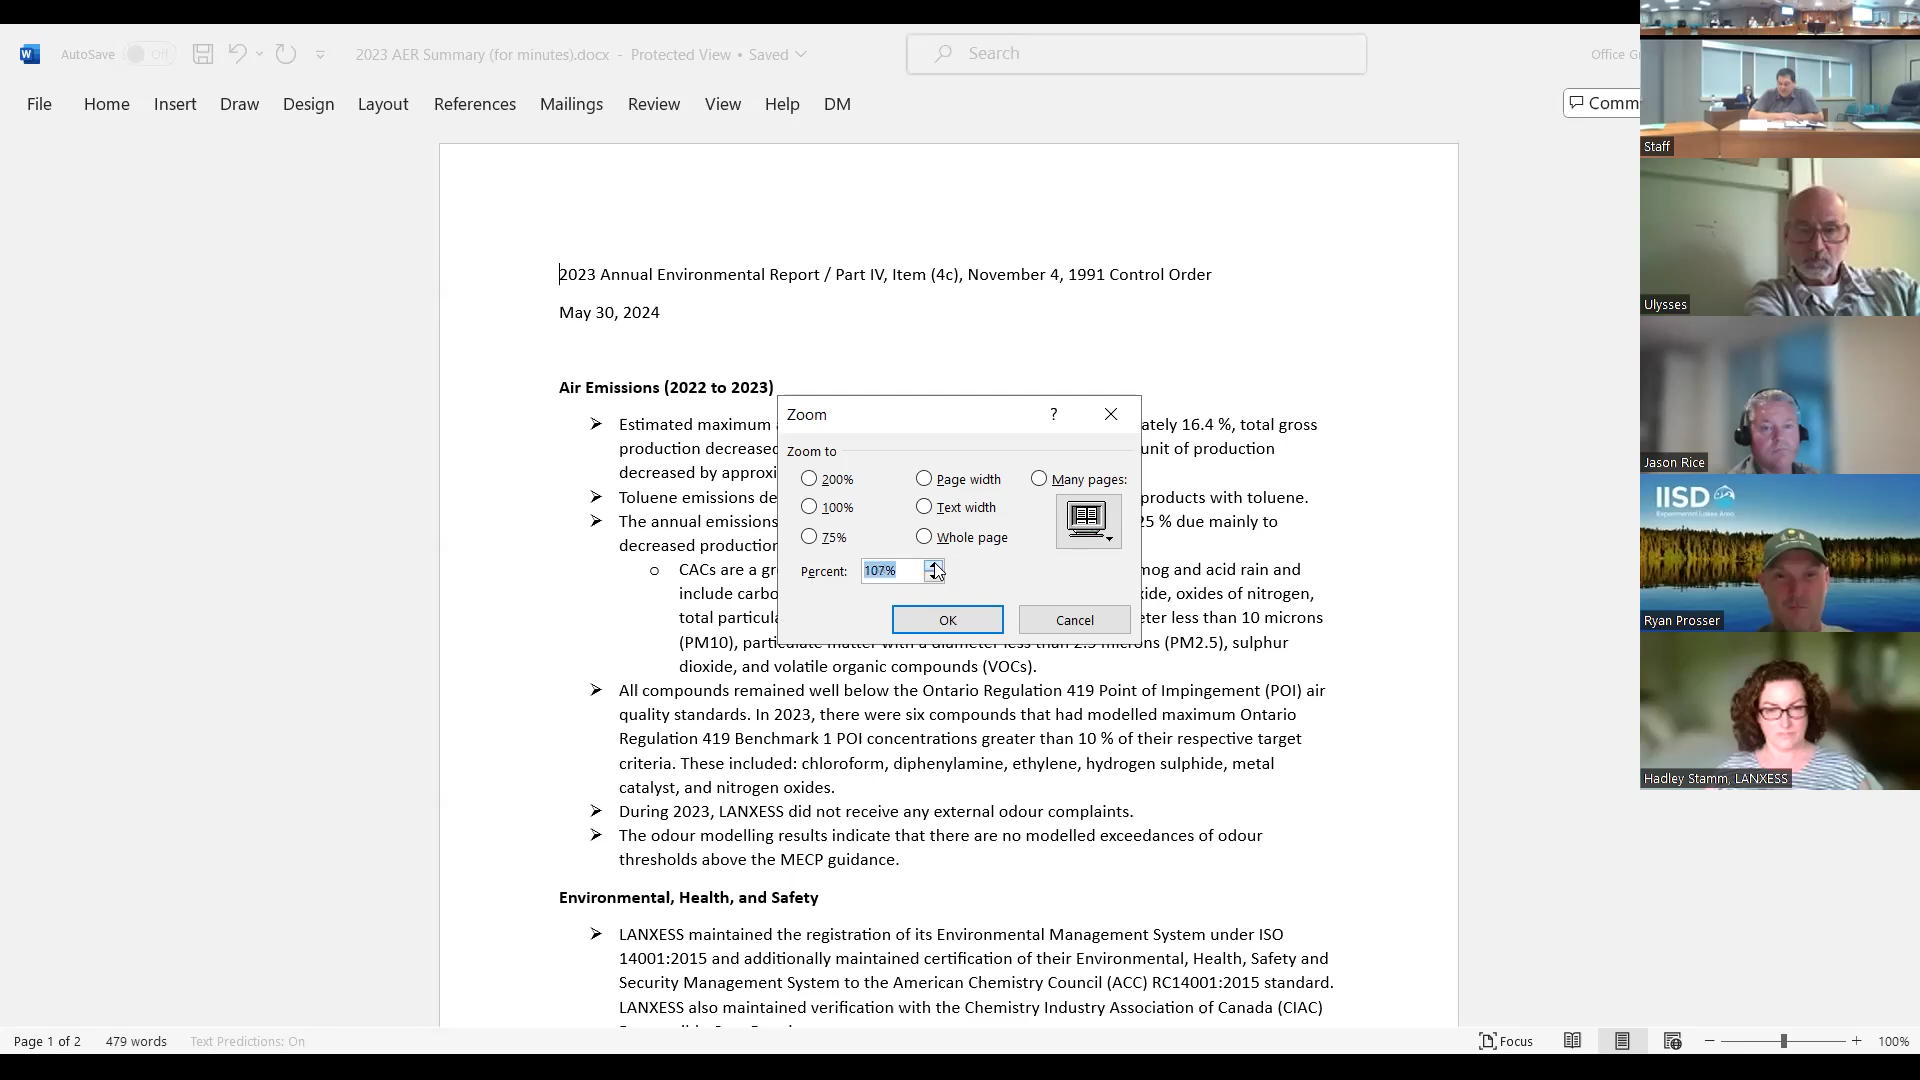 AutoSave Off 2023 AER Summary (for minutes).docx - Protected View • Saved Search Office G
File Home Insert Draw Design Layout References Mailings Review View Help DM Comm
2023 Annual Environmental Report / Part IV, Item (4c), November 4, 1991 Control Order
May 30, 2024
Air Emissions (2022 to 2023)
Estimated maximum ately 16.4 %, total gross
production decreased unit of production
decreased by approxi
Toluene emissions de products with toluene.
The annual emissions 25 % due mainly to
decreased production
CACs are a gr mog and acid rain and
include carbo xide, oxides of nitrogen,
total particula eter less than 10 microns
(PM10), particulate matter with a diameter less than 2.5 microns (PM2.5), sulphur
dioxide, and volatile organic compounds (VOCs).
All compounds remained well below the Ontario Regulation 419 Point of Impingement (POI) air
quality standards. In 2023, there were six compounds that had modelled maximum Ontario
Regulation 419 Benchmark 1 POI concentrations greater than 10 % of their respective target
criteria. These included: chloroform, diphenylamine, ethylene, hydrogen sulphide, metal
catalyst, and nitrogen oxides.
During 2023, LANXESS did not receive any external odour complaints.
The odour modelling results indicate that there are no modelled exceedances of odour
thresholds above the MECP guidance.
Environmental, Health, and Safety
LANXESS maintained the registration of its Environmental Management System under ISO
14001:2015 and additionally maintained certification of their Environmental, Health, Safety and
Security Management System to the American Chemistry Council (ACC) RC14001:2015 standard.
LANXESS also maintained verification with the Chemistry Industry Association of Canada (CIAC)
Zoom ?
Zoom to
200% Page width Many pages:
100% Text width
75% Whole page
Percent: 107%
OK Cancel
Staff
Ulysses
Jason Rice
IISD
Experimental Lakes Area
Ryan Prosser
Hadley Stamm, LANXESS
Page 1 of 2 479 words Text Predictions: On Focus 100%